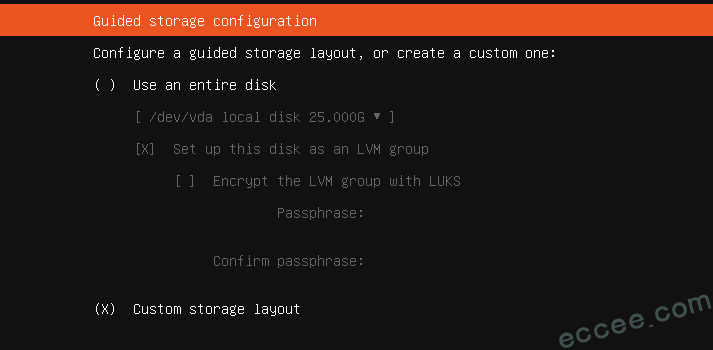 Guided storage configuration
Configure a guided storage layout, or create a custom one:
( ) Use an entire disk
[ /dev/vda local disk 25.000G ▾ ]
[X] Set up this disk as an LVM group
[ ] Encrypt the LVM group with LUKS
Passphrase:
Confirm passphrase:
(X) Custom storage layout
eccee.com